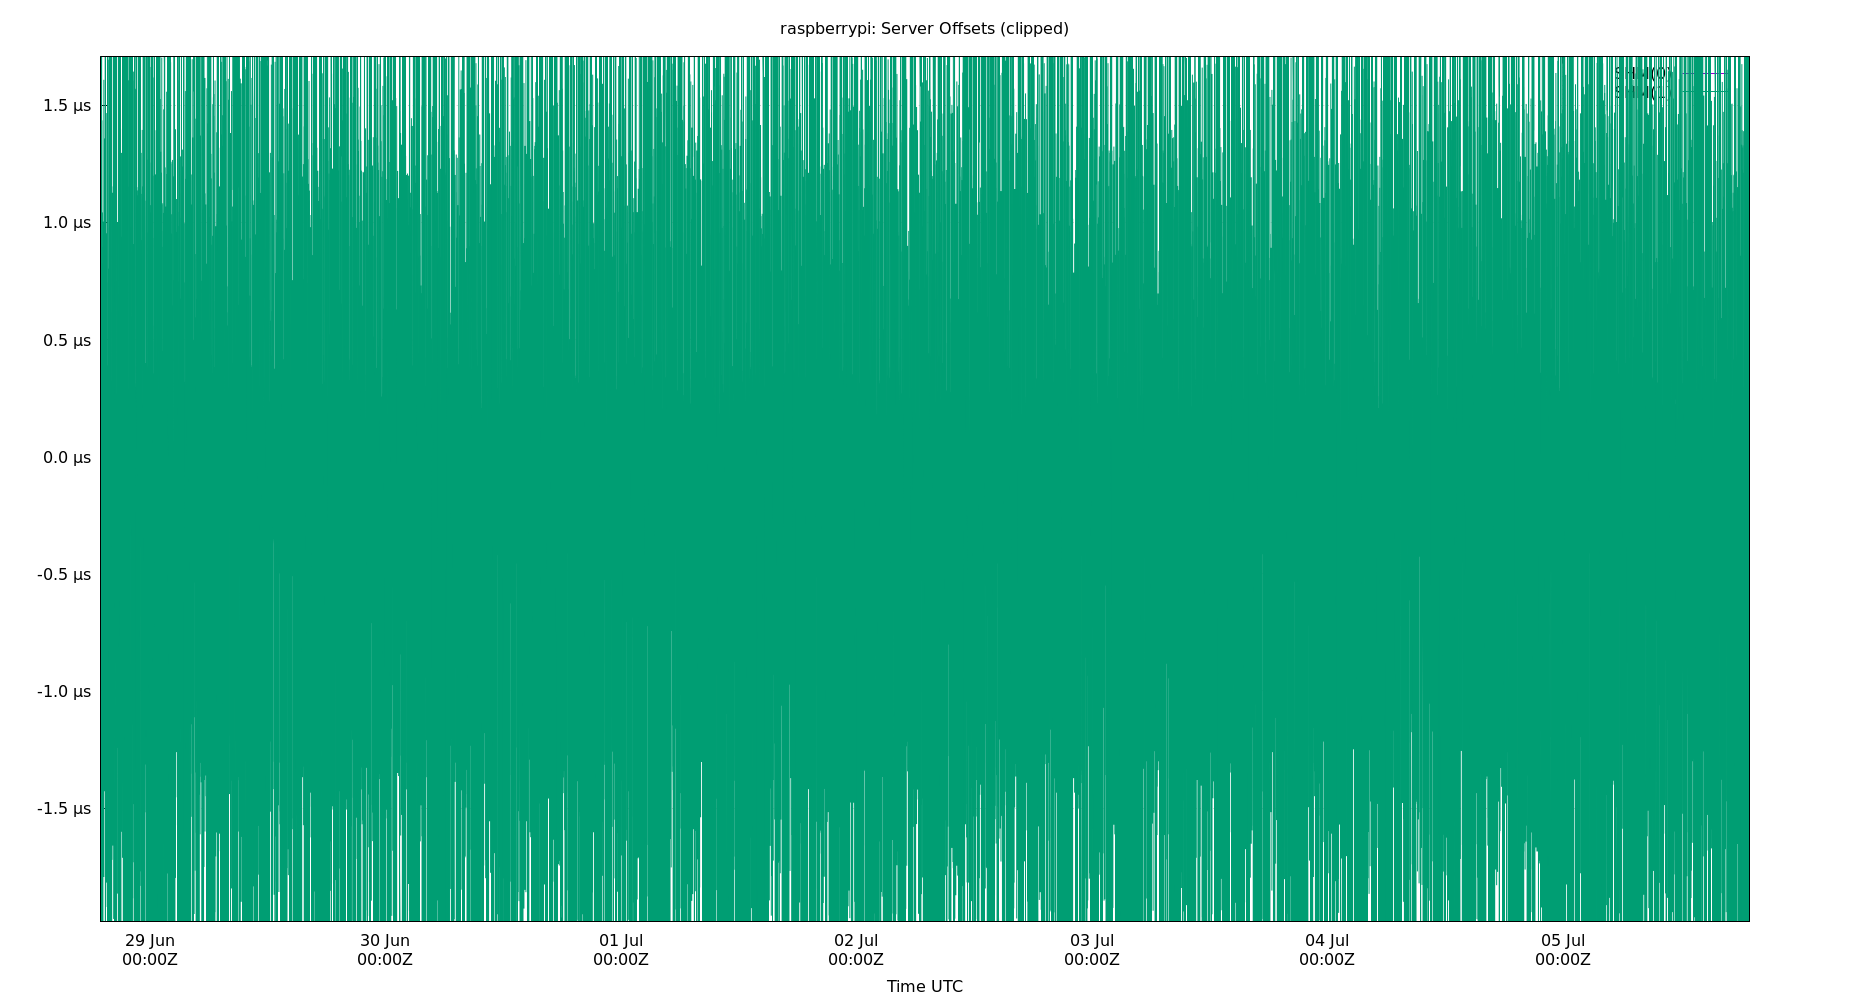 raspberrypi: Server Offsets (clipped)
1.5 µs
1.0 µs
0.5 µs
0.0 µs
-0.5 µs
-1.0 µs
-1.5 µs
29 Jun 30 Jun 01 Jul 02 Jul 03 Jul 04 Jul 05 Jul
00:00Z 00:00Z 00:00Z 00:00Z 00:00Z 00:00Z 00:00Z
Time UTC